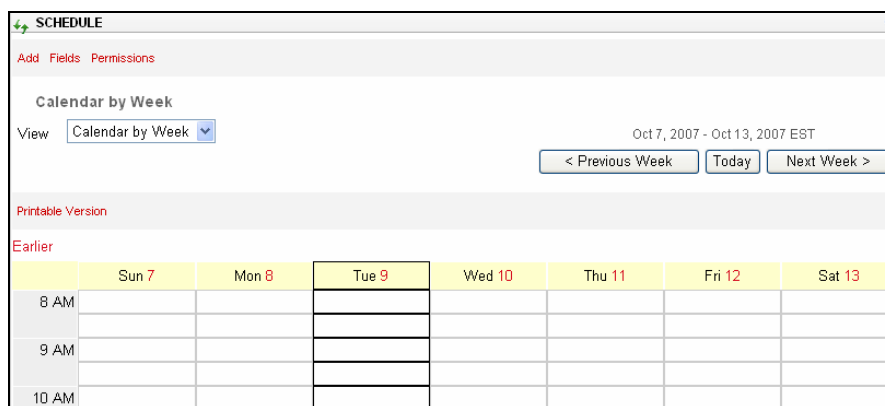 SCHEDULE
Add Fields Permissions
Calendar by Week
View Calendar by Week
Oct 7, 2007 - Oct 13, 2007 EST
< Previous Week Today Next Week >
Printable Version
Earlier
Sun 7 Mon 8 Tue 9 Wed 10 Thu 11 Fri 12 Sat 13
8 AM
9 AM
10 AM